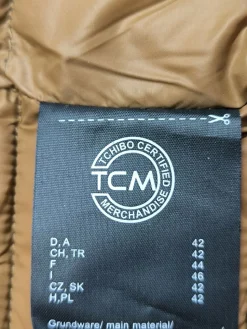 TCHIBO CERTIFIED
TCM
MERCHANDISE
D, A 42
CH, TR 42
F 44
I 46
CZ, SK 42
H,PL 42
Grundware/ main material/